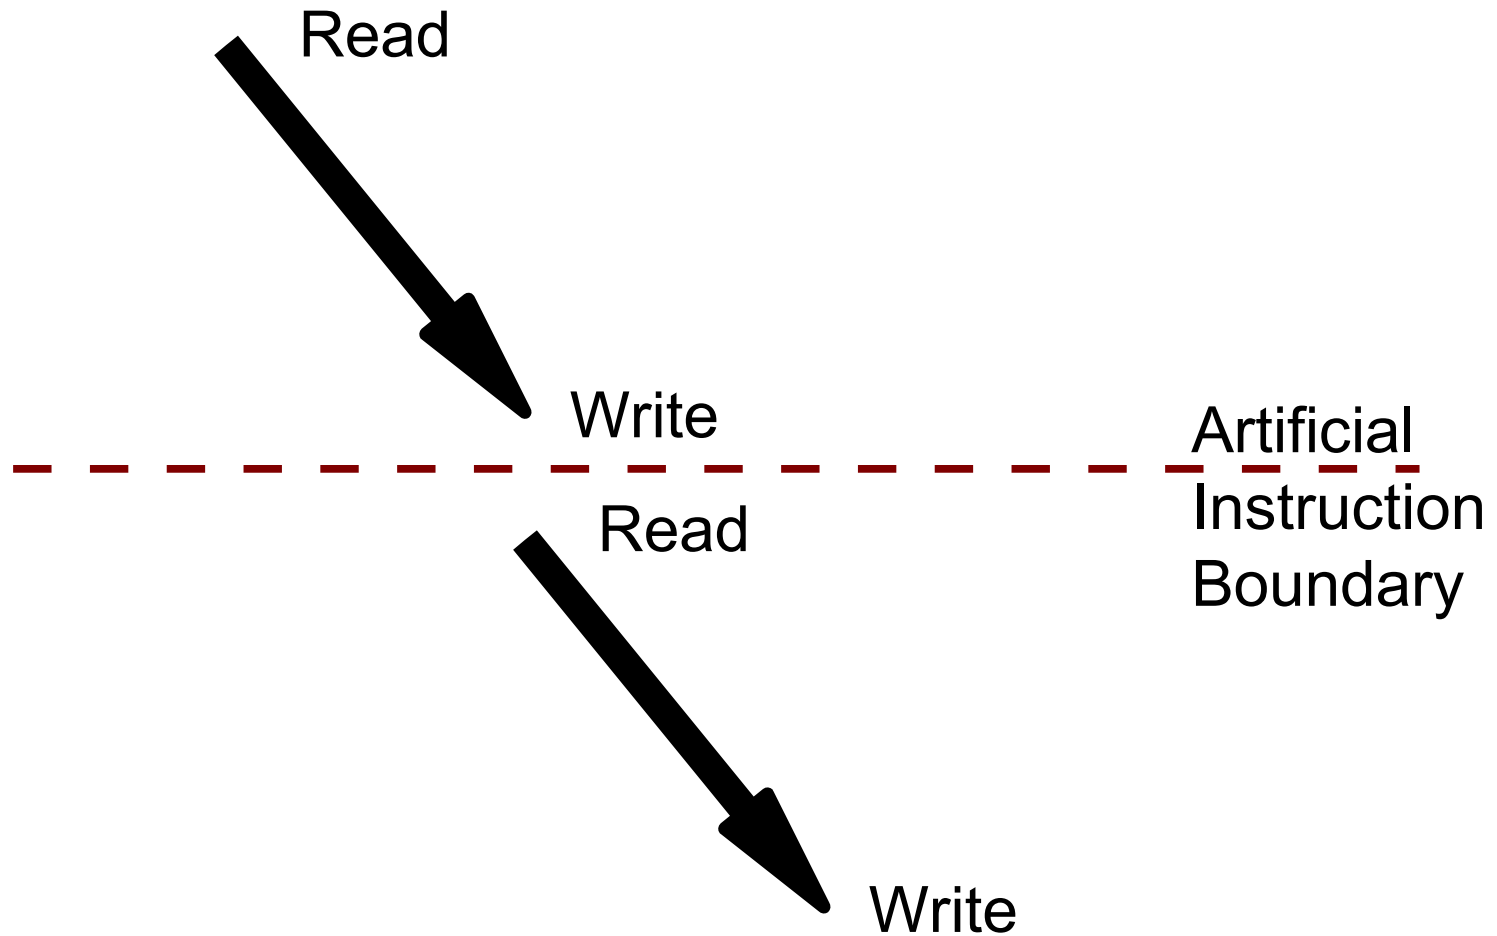 Read
Write
Artificial
Instruction
Boundary
Read
Write